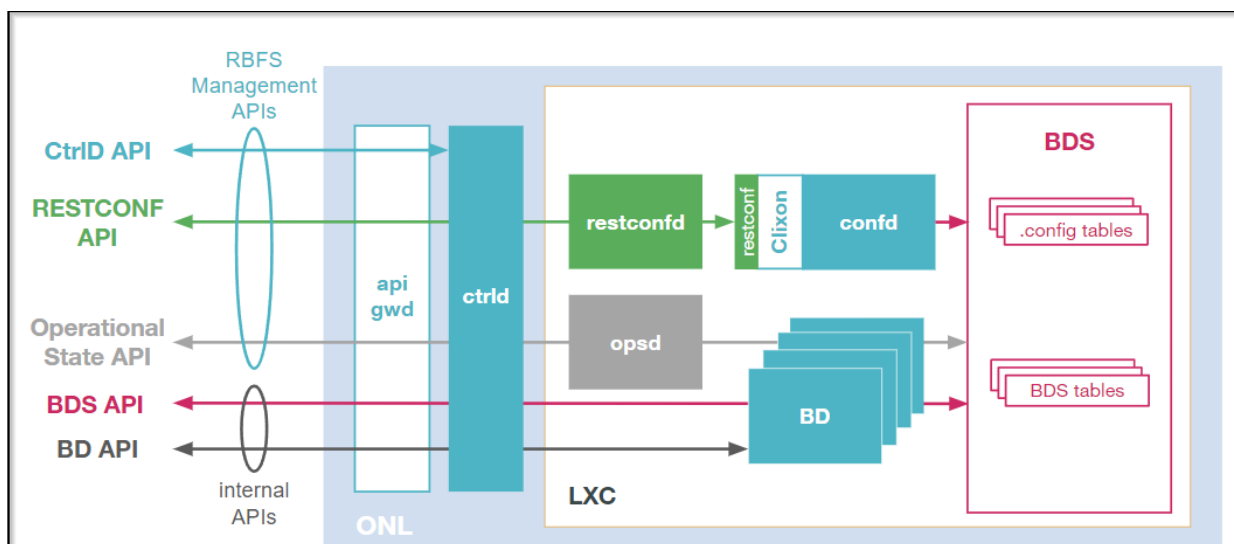 RBFS
Management
APIs
CtrlD API
RESTCONF
API
Operational
State API
BDS API
BD API
internal
APIs
api
gwd
ctrld
ONL
restconfd
restconf
Clixon
confd
opsd
BD
LXC
BDS
.config tables
BDS tables